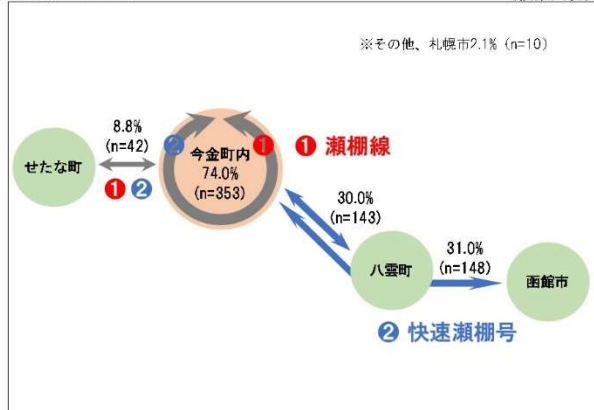 ※その他、札幌市2.1% (n=10)
8.8%
(n=42)
せたな町
❶ ❷
❷
今金町内
74.0%
(n=353)
❶
❶ 瀬棚線
30.0%
(n=143)
八雲町
31.0%
(n=148)
函館市
❷ 快速瀬棚号